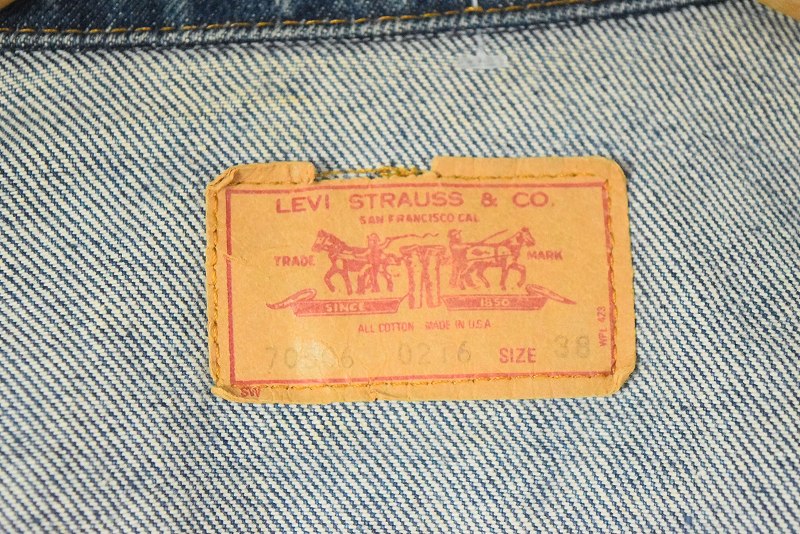 LEVI STRAUSS & CO.
SAN FRANCISCO CAL
TRADE MARK
SINCE 1850
ALL COTTON - MADE IN U.S.A
0216 SIZE 38
WPL 423
SW